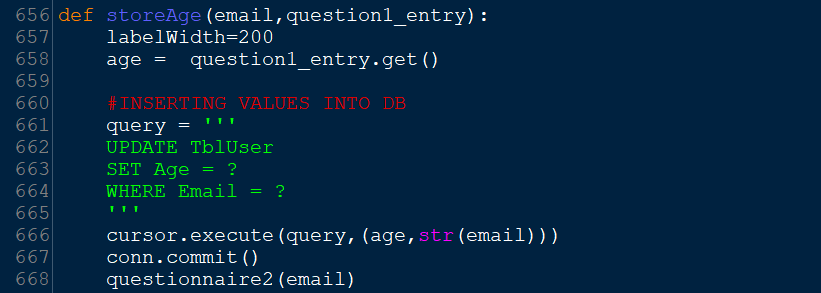 656 def storeAge(email,question1_entry):
657     labelWidth=200
658     age =  question1_entry.get()
659
660     #INSERTING VALUES INTO DB
661     query = '''
662     UPDATE TblUser
663     SET Age = ?
664     WHERE Email = ?
665     '''
666     cursor.execute(query,(age,str(email)))
667     conn.commit()
668     questionnaire2(email)